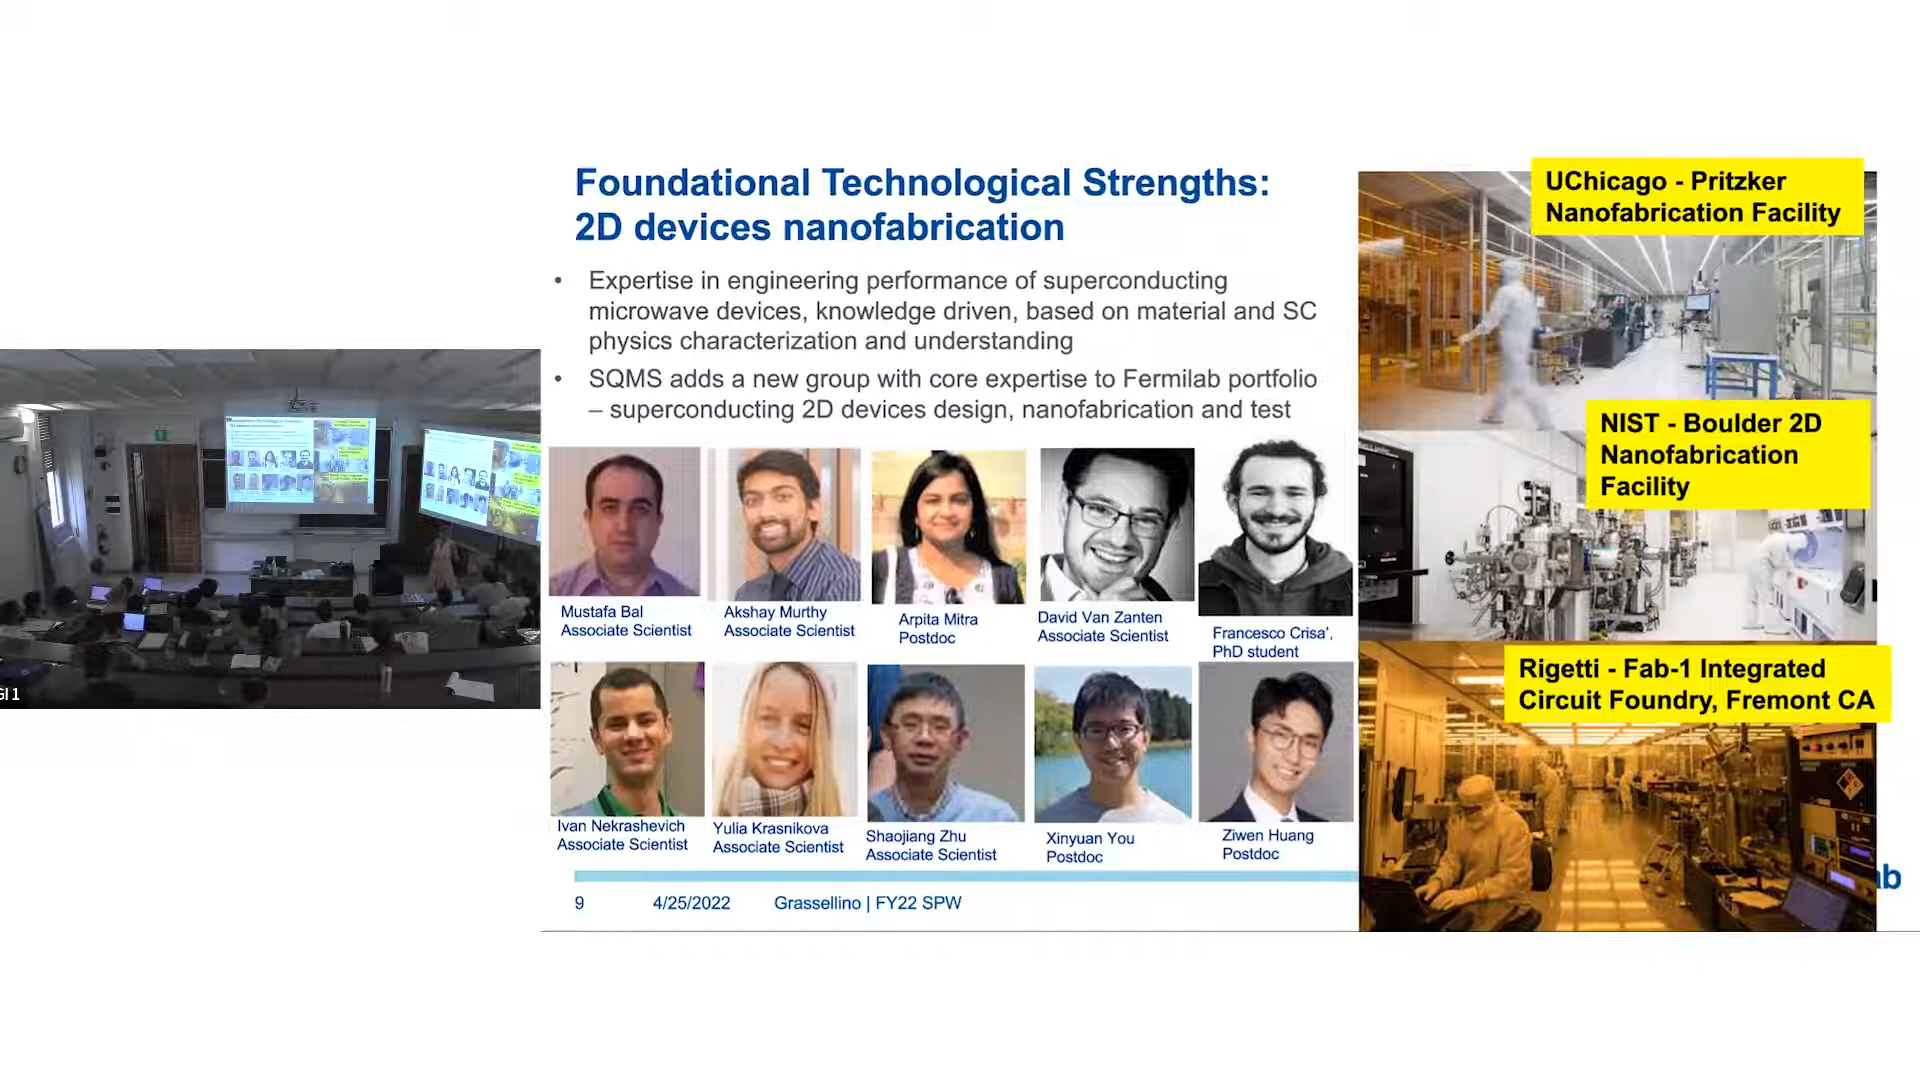 Foundational Technological Strengths:
2D devices nanofabrication
• Expertise in engineering performance of superconducting
microwave devices, knowledge driven, based on material and SC
physics characterization and understanding
• SQMS adds a new group with core expertise to Fermilab portfolio
– superconducting 2D devices design, nanofabrication and test
Mustafa Bal
Associate Scientist
Akshay Murthy
Associate Scientist
Arpita Mitra
Postdoc
David Van Zanten
Associate Scientist
Francesco Crisa',
PhD student
Ivan Nekrashevich
Associate Scientist
Yulia Krasnikova
Associate Scientist
Shaojiang Zhu
Associate Scientist
Xinyuan You
Postdoc
Ziwen Huang
Postdoc
UChicago - Pritzker
Nanofabrication Facility
NIST - Boulder 2D
Nanofabrication
Facility
Rigetti - Fab-1 Integrated
Circuit Foundry, Fremont CA
9 4/25/2022 Grassellino | FY22 SPW